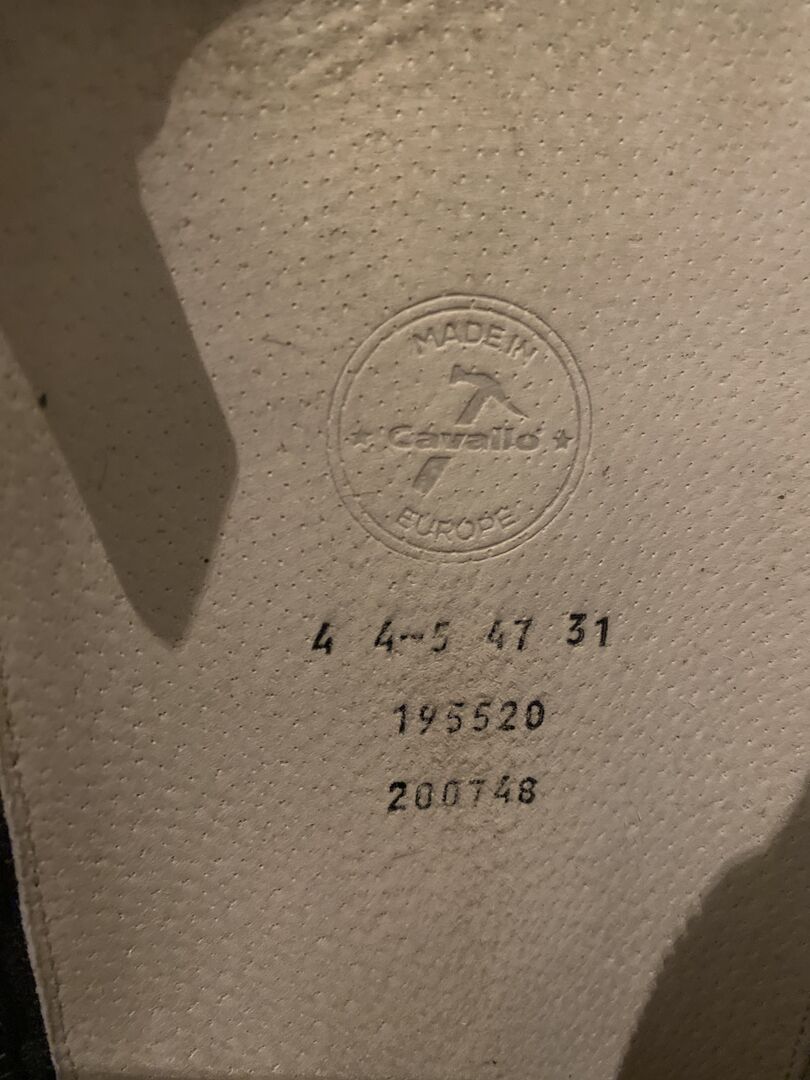 MADE IN
★ Cavallo ★
EUROPE
4 4-5 47 31
195520
200748